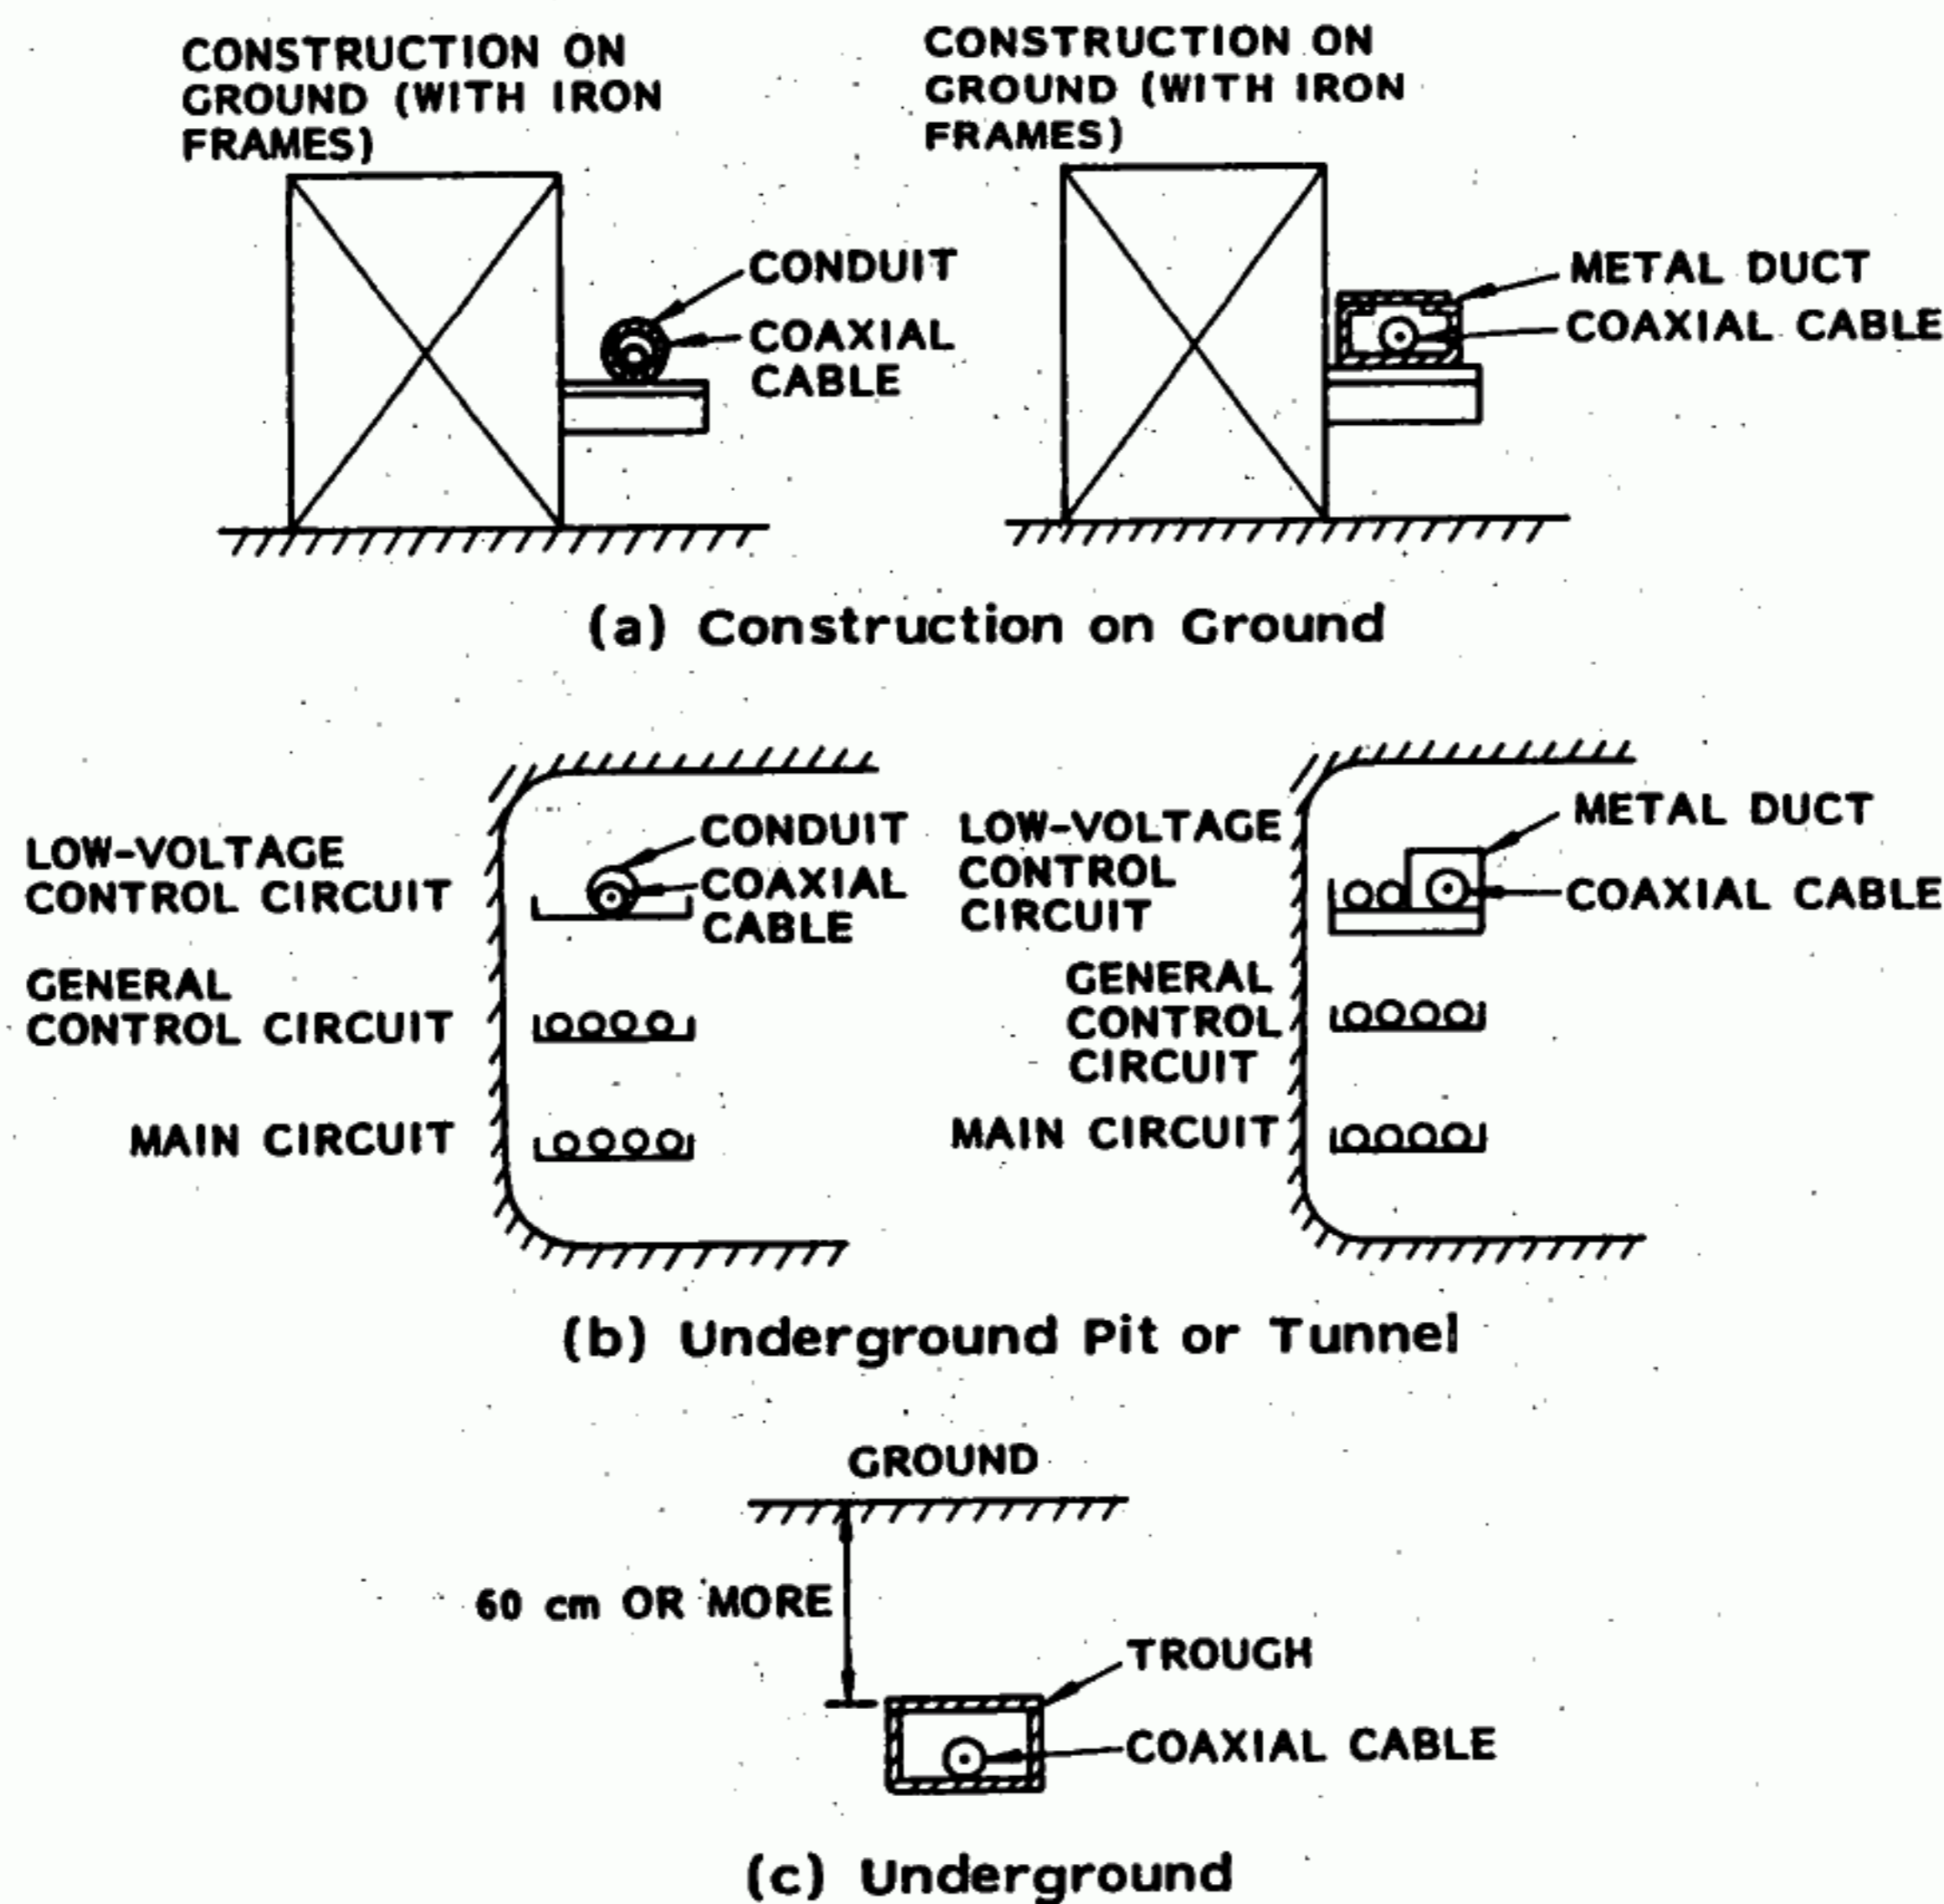 CONSTRUCTION ON
GROUND (WITH IRON
FRAMES)
CONDUIT
COAXIAL
CABLE
CONSTRUCTION ON
GROUND (WITH IRON
FRAMES)
METAL DUCT
COAXIAL CABLE
(a) Construction on Ground
LOW-VOLTAGE
CONTROL CIRCUIT
CONDUIT
COAXIAL
CABLE
GENERAL
CONTROL CIRCUIT
MAIN CIRCUIT
LOW-VOLTAGE
CONTROL
CIRCUIT
METAL DUCT
COAXIAL CABLE
GENERAL
CONTROL
CIRCUIT
MAIN CIRCUIT
(b) Underground Pit or Tunnel
GROUND
60 cm OR MORE
TROUGH
COAXIAL CABLE
(c) Underground